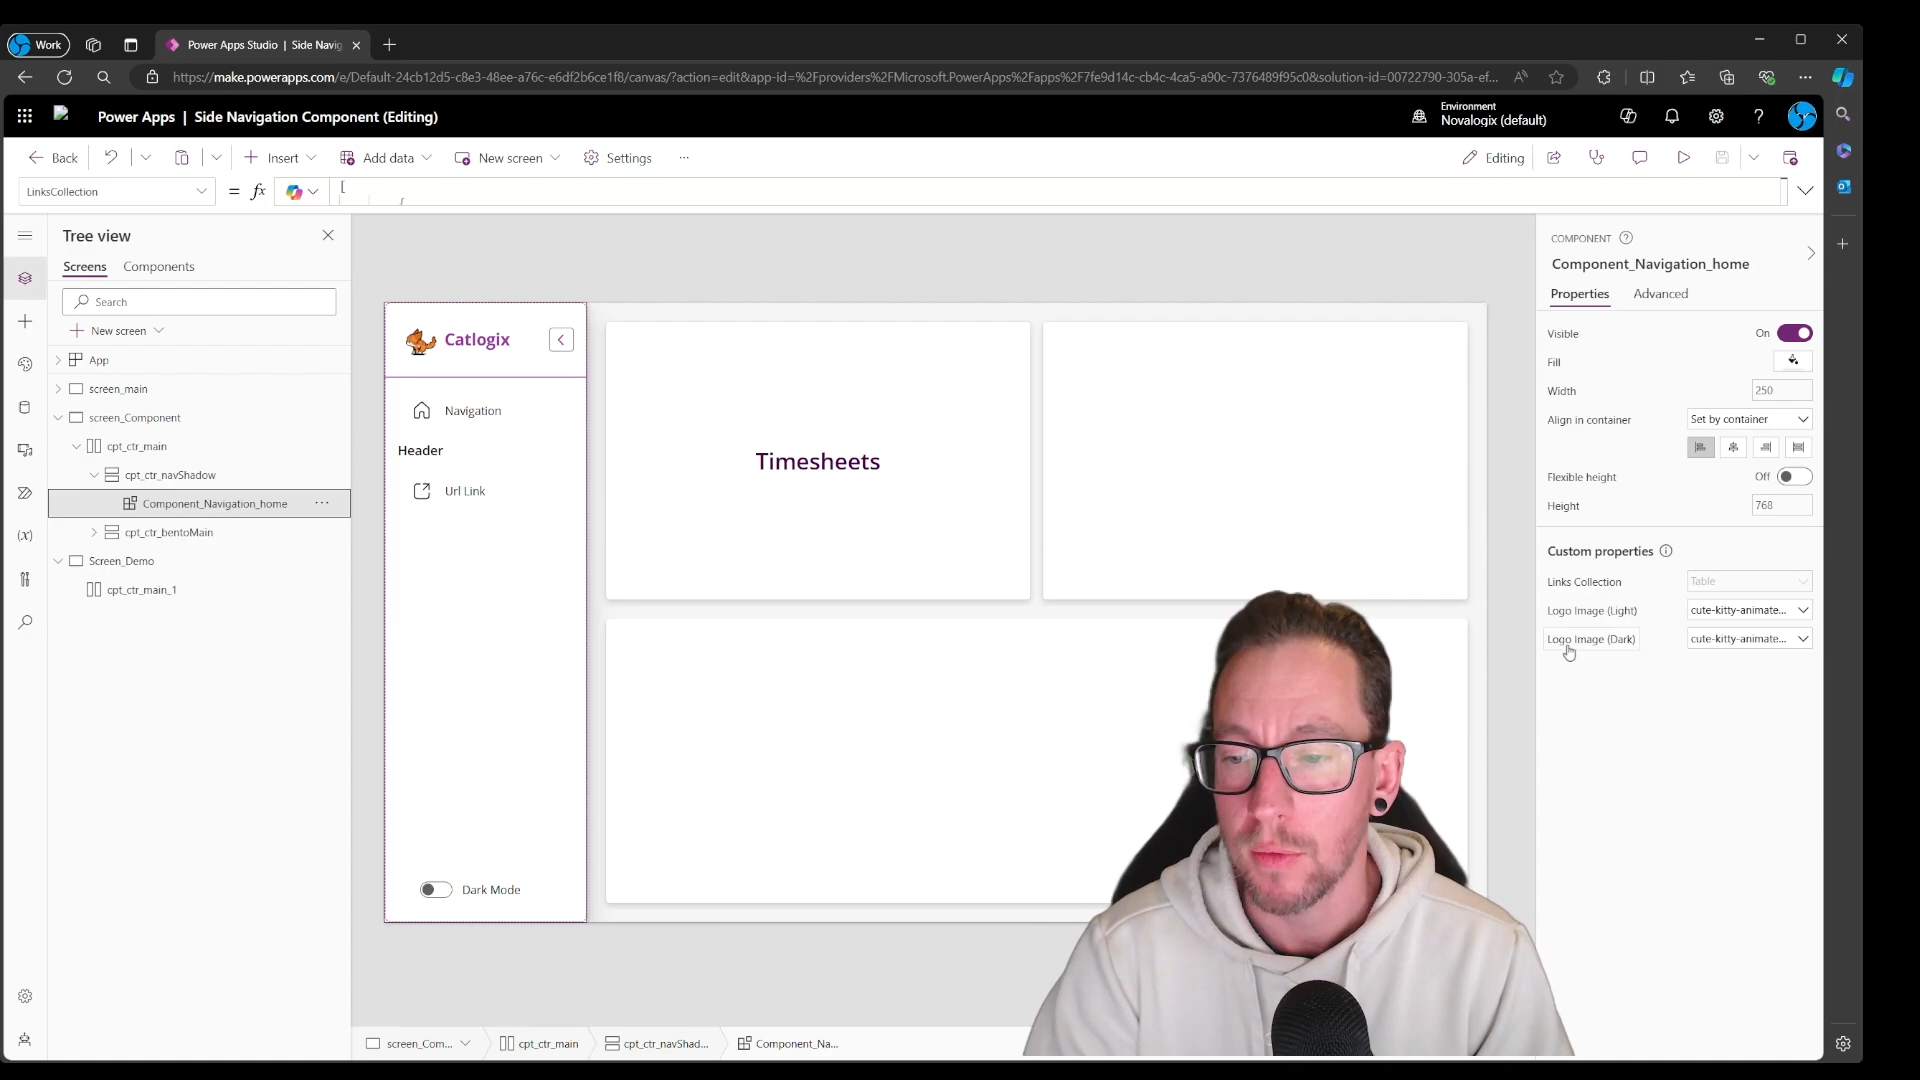 Work
Power Apps Studio | Side Navig
https://make.powerapps.com/e/Default-24cb12d5-c8e3-48ee-a76c-e6df2b6ce1f8/canvas/?action=edit&app-id=%2Fproviders%2FMicrosoft.PowerApps%2Fapps%2F7fe9d14c-cb4c-4ca5-a90c-7376489f95c0&solution-id=00722790-305a-ef...
Power Apps | Side Navigation Component (Editing)
Environment
Novalogix (default)
Back
Insert
Add data
New screen
Settings
...
Editing
LinksCollection
= fx
[
Tree view
Screens
Components
Search
New screen
App
screen_main
screen_Component
cpt_ctr_main
cpt_ctr_navShadow
Component_Navigation_home
...
cpt_ctr_bentoMain
Screen_Demo
cpt_ctr_main_1
Catlogix
Navigation
Header
Url Link
Dark Mode
Timesheets
screen_Com...
cpt_ctr_main
cpt_ctr_navShad...
Component_Na...
COMPONENT
Component_Navigation_home
Properties
Advanced
Visible
On
Fill
Width
250
Align in container
Set by container
Flexible height
Off
Height
768
Custom properties
Links Collection
Table
Logo Image (Light)
cute-kitty-animate...
Logo Image (Dark)
cute-kitty-animate...